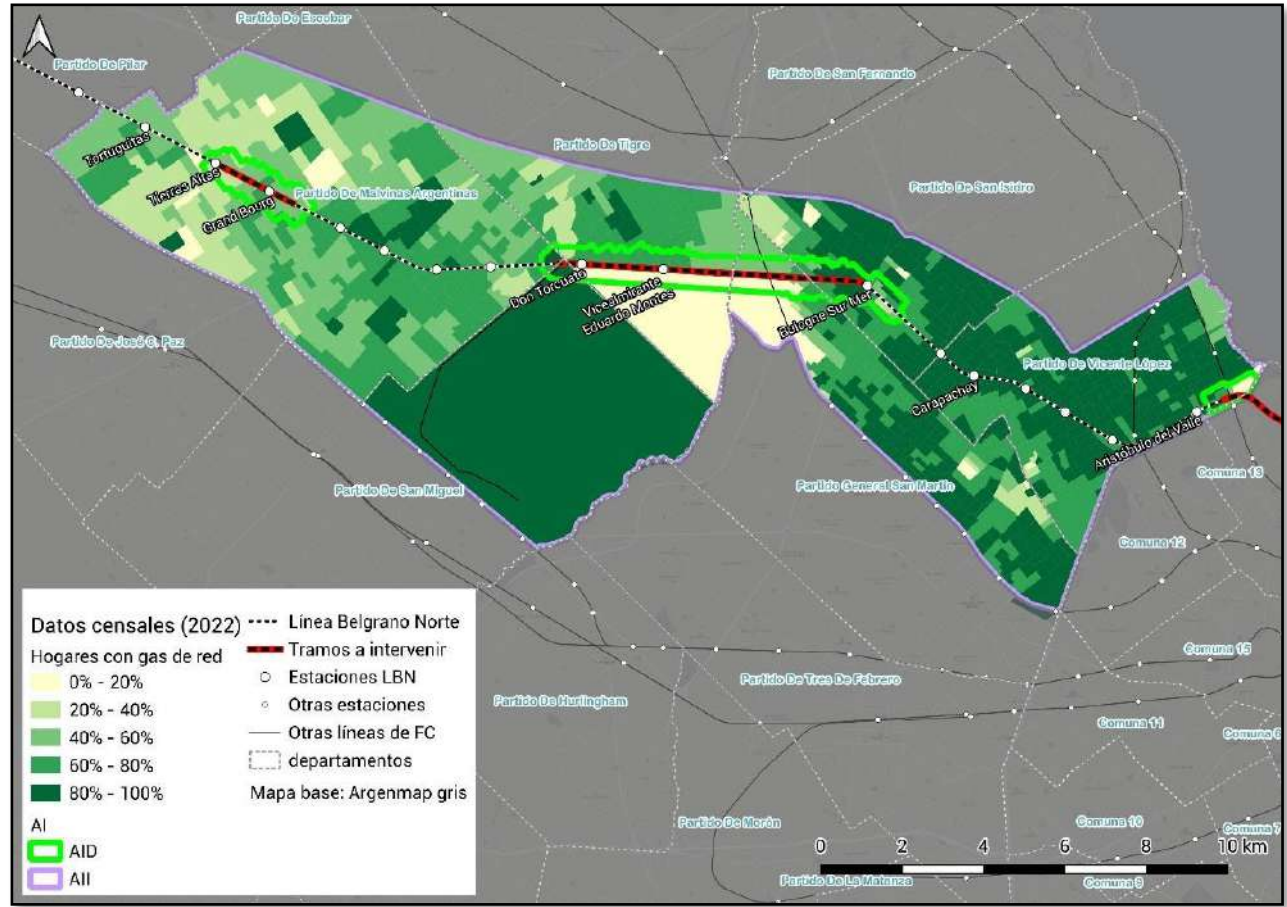 Partido De Escobar
Partido De Pilar
Partido De San Fernando
Tortuguitas
Partido De Tigre
Tierras Altas
Partido De Malvinas Argentinas
Partido De San Isidro
Grand Bourg
Don Torcuato
Vicealmirante
Eduardo Montes
Bologne Sur Mer
Partido De José C. Paz
Partido De Vicente López
Carapachay
Aristóbulo del Valle
Comuna 13
Partido De San Miguel
Partido General San Martín
Comuna 12
Datos censales (2022)
Hogares con gas de red
0% - 20%
20% - 40%
40% - 60%
60% - 80%
80% - 100%
AI
AID
AII
Línea Belgrano Norte
Tramos a intervenir
Estaciones LBN
Otras estaciones
Otras líneas de FC
departamentos
Mapa base: Argenmap gris
Comuna 15
Partido De Tres De Febrero
Partido De Hurlingham
Comuna 11
Comuna 6
Partido De Morón
Comuna 10
Comuna 7
0 2 4 6 8 10 km
Partido De La Matanza
Comuna 9